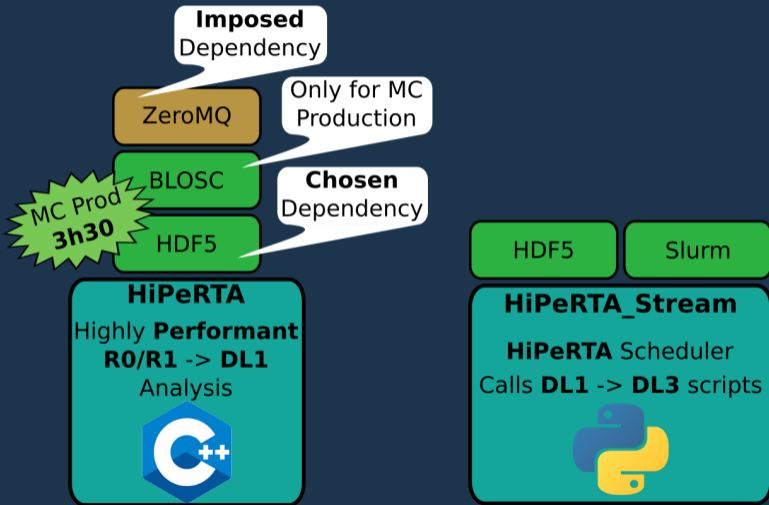 Imposed
Dependency
ZeroMQ
Only for MC
Production
BLOSC
MC Prod
3h30
Chosen
Dependency
HDF5
HiPeRTA
Highly Performant
R0/R1 -> DL1
Analysis
C++
HDF5
Slurm
HiPeRTA_Stream
HiPeRTA Scheduler
Calls DL1 -> DL3 scripts